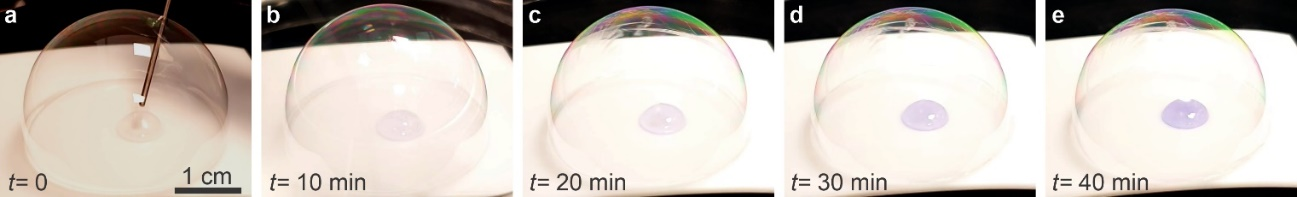 a
t= 0
1 cm
b
t= 10 min
c
t= 20 min
d
t= 30 min
e
t= 40 min